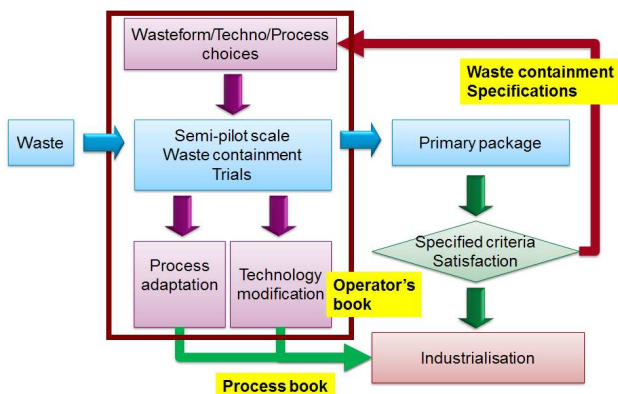 Wasteform/Techno/Process
choices
Waste containment
Specifications
Waste
Semi-pilot scale
Waste containment
Trials
Primary package
Specified criteria
Satisfaction
Process
adaptation
Technology
modification
Operator's
book
Industrialisation
Process book